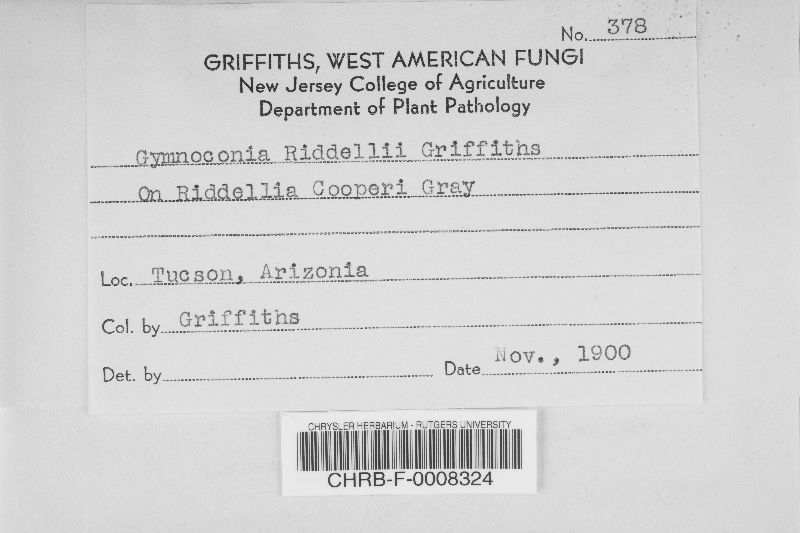 No. 378
GRIFFITHS, WEST AMERICAN FUNGI
New Jersey College of Agriculture
Department of Plant Pathology
Gymnoconia Riddellii Griffiths
On Riddellia Cooperi Gray
Loc. Tucson, Arizonia
Col. by Griffiths
Det. by
Date Nov., 1900
CHRYSLER HERBARIUM - RUTGERS UNIVERSITY
CHRB-F-0008324